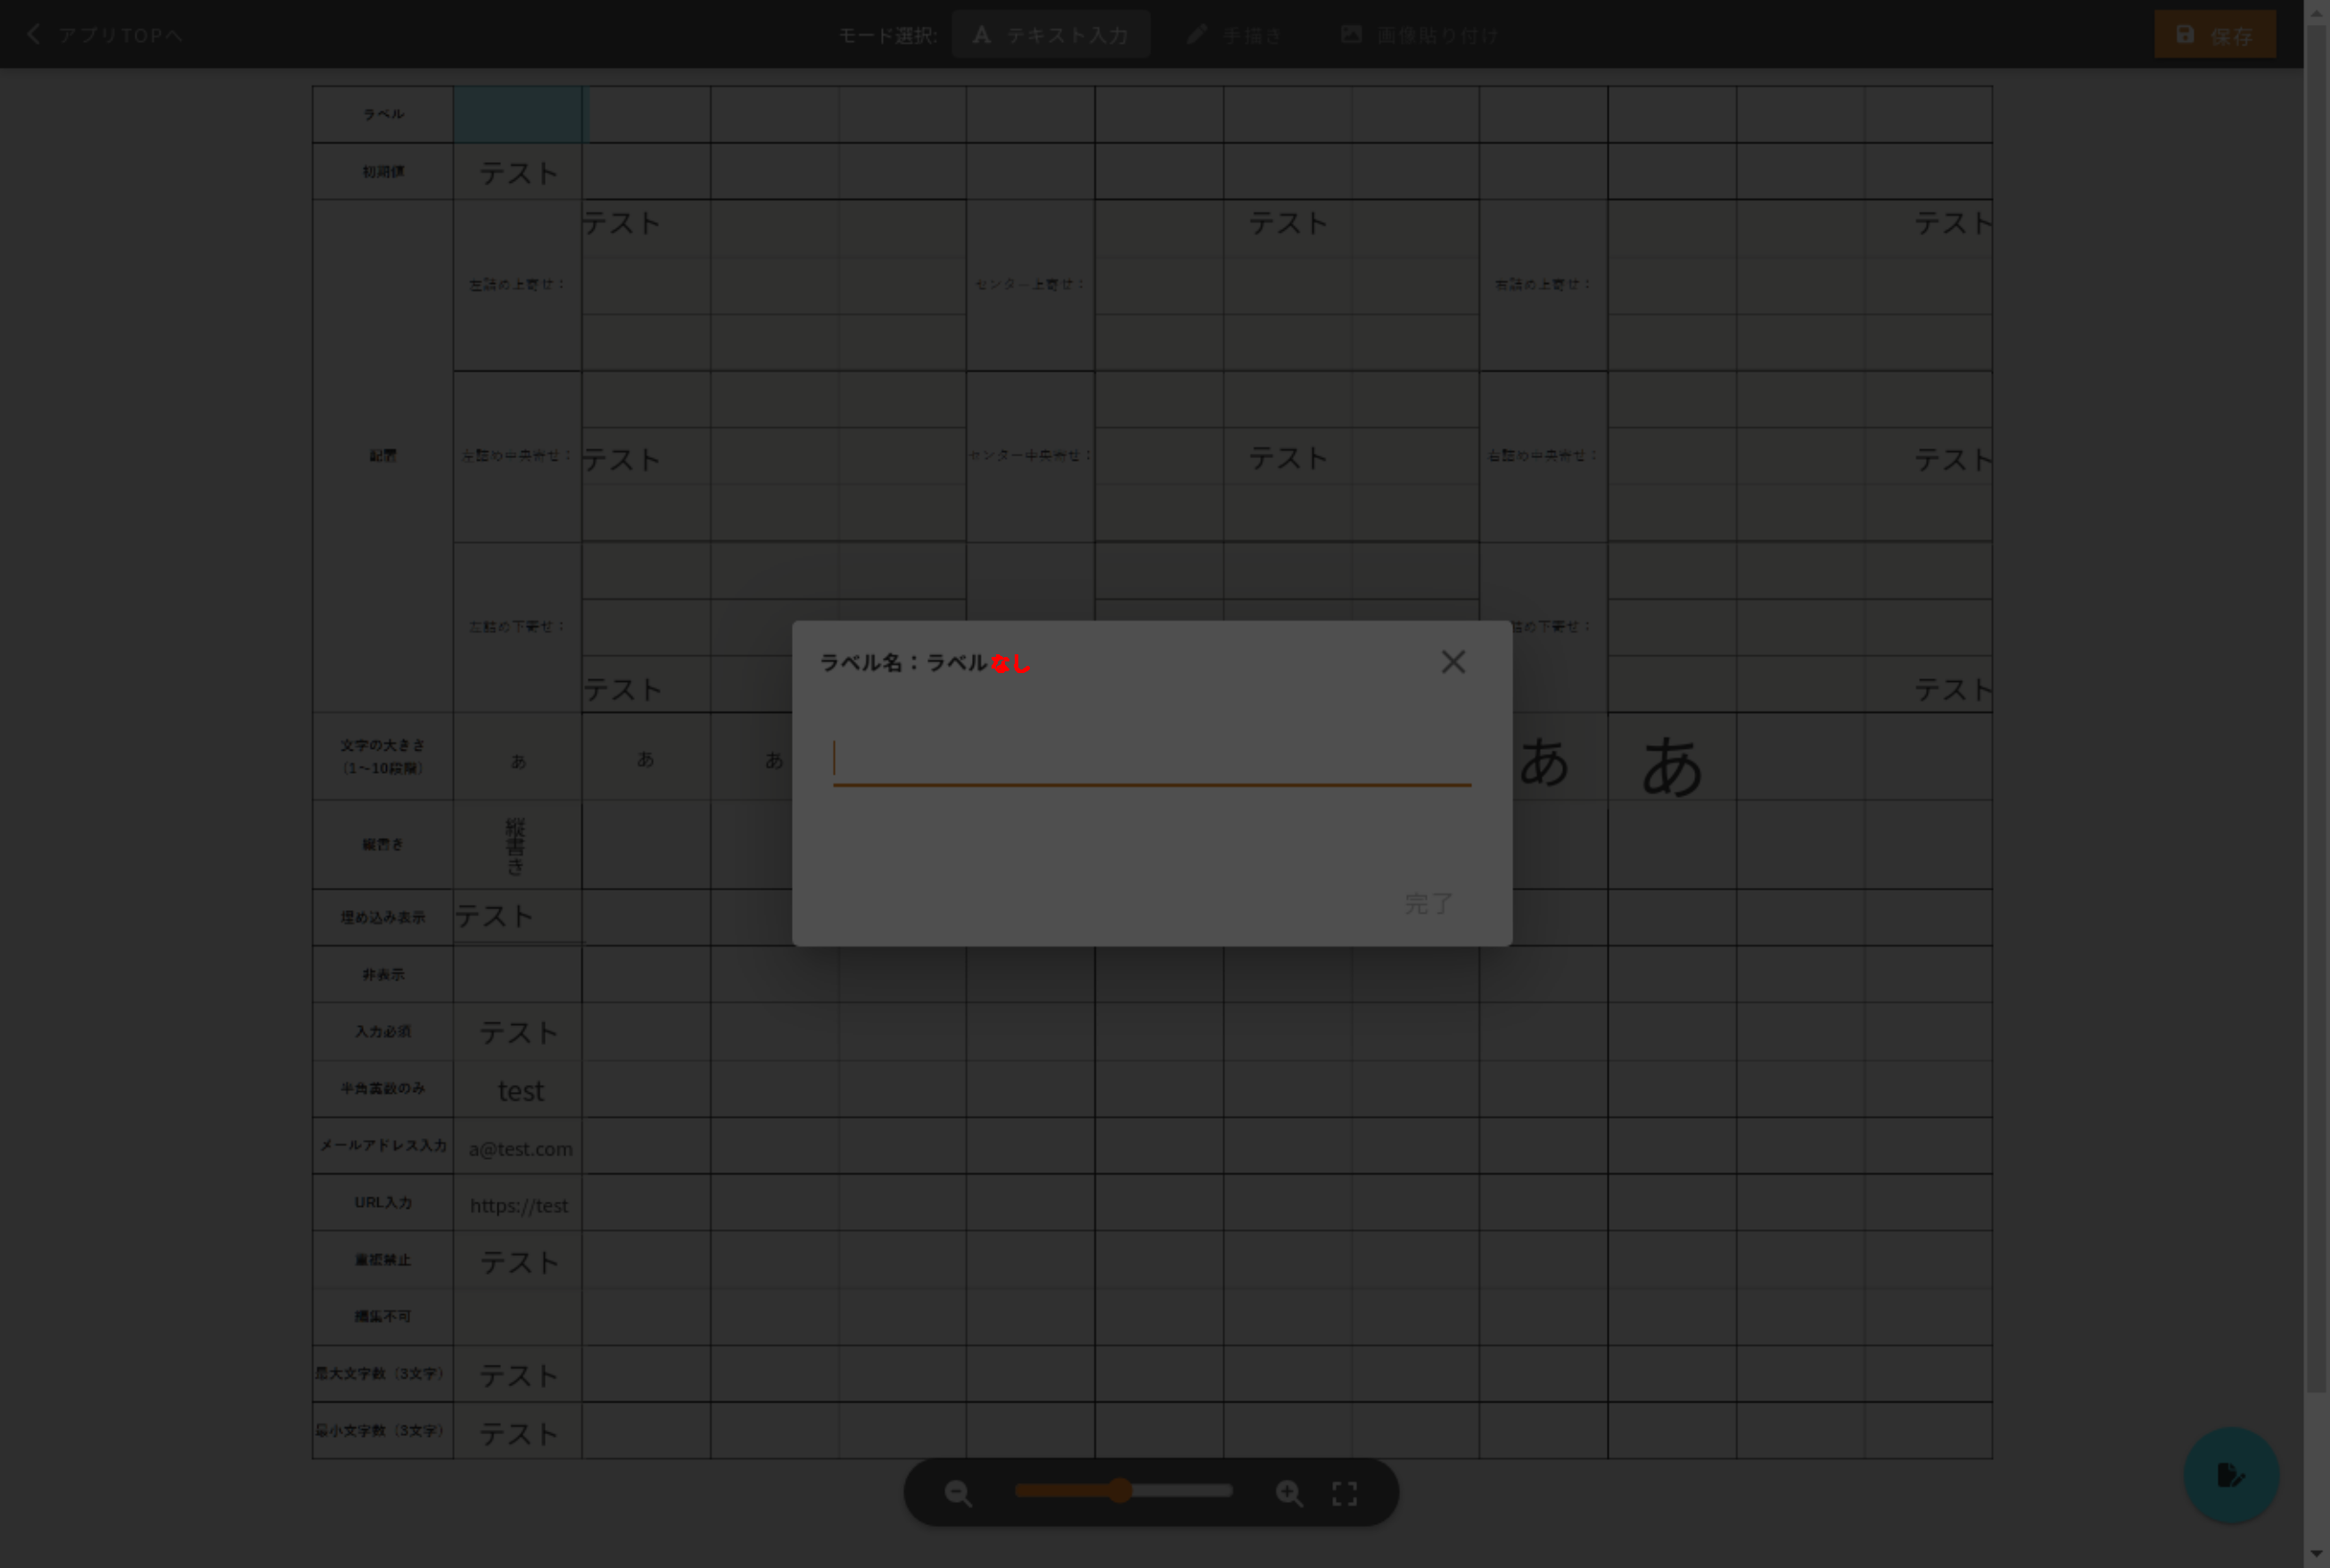 アプリTOPへ
モード選択:
A テキスト入力
手描き
画像貼り付け
保存
ラベル
初期値
テスト
配置
左詰め上寄せ：
テスト
センター上寄せ：
テスト
右詰め上寄せ：
テスト
左詰め中央寄せ：
テスト
センター中央寄せ：
テスト
右詰め中央寄せ：
テスト
左詰め下寄せ：
テスト
詰め下寄せ：
テスト
ラベル名：ラベルなし
完了
文字の大きさ
（1〜10段階）
あ
あ
あ
あ
あ
縦書き
縦書き
埋め込み表示
テスト
非表示
入力必須
テスト
半角英数のみ
test
メールアドレス入力
a@test.com
URL入力
https://test
重複禁止
テスト
編集不可
最大文字数（3文字）
テスト
最小文字数（3文字）
テスト